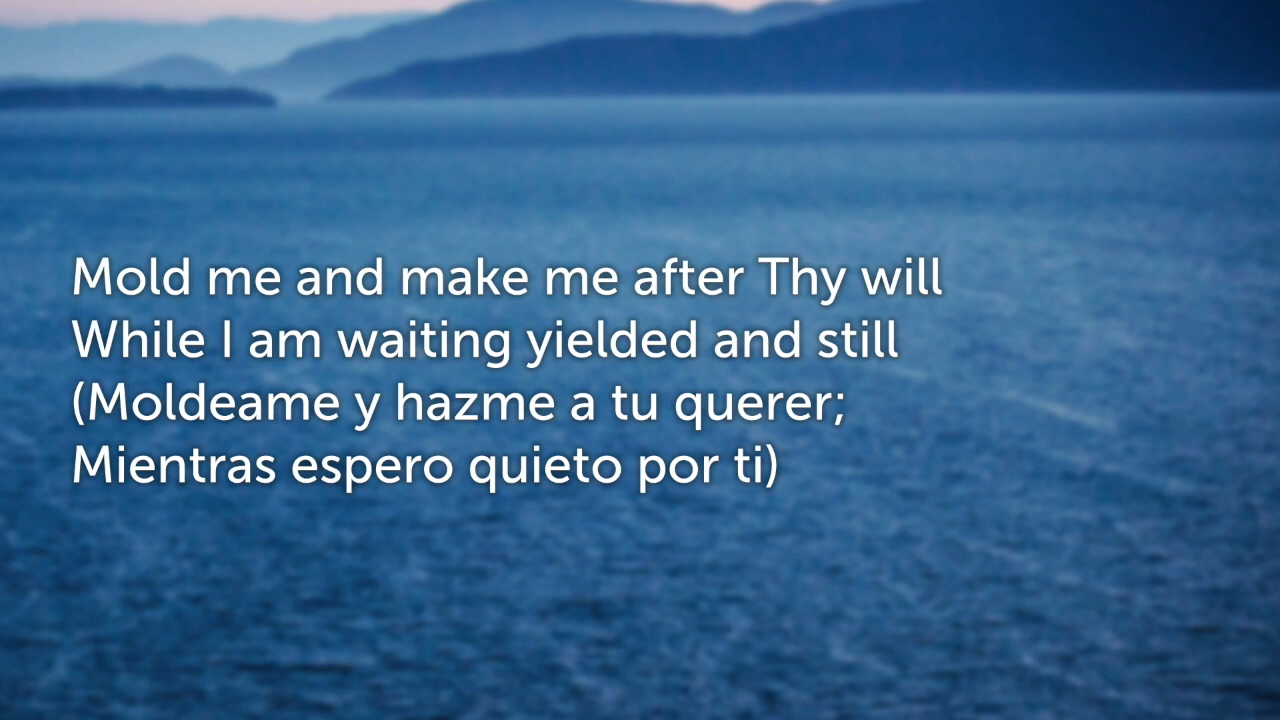 Mold me and make me after Thy will
While I am waiting yielded and still
(Moldeame y hazme a tu querer;
Mientras espero quieto por ti)